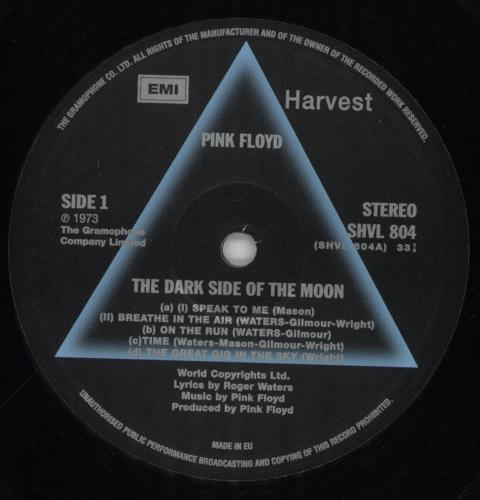 THE GRAMOPHONE CO. LTD. ALL RIGHTS OF THE MANUFACTURER AND OF THE OWNER OF THE RECORDED WORK RESERVED.
EMI
Harvest
PINK FLOYD
SIDE 1
℗ 1973
The Gramophone
Company Limited
STEREO
SHVL 804
(SHVL 804A) 33⅓
THE DARK SIDE OF THE MOON
(a) (i) SPEAK TO ME (Mason)
(II) BREATHE IN THE AIR (WATERS-Gilmour-Wright)
(b) ON THE RUN (WATERS-Gilmour)
(c)TIME (Waters-Mason-Gilmour-Wright)
(d) THE GREAT GIG IN THE SKY (Wright)
World Copyrights Ltd.
Lyrics by Roger Waters
Music by Pink Floyd
Produced by Pink Floyd
MADE IN EU
UNAUTHORISED PUBLIC PERFORMANCE BROADCASTING AND COPYING OF THIS RECORD PROHIBITED.